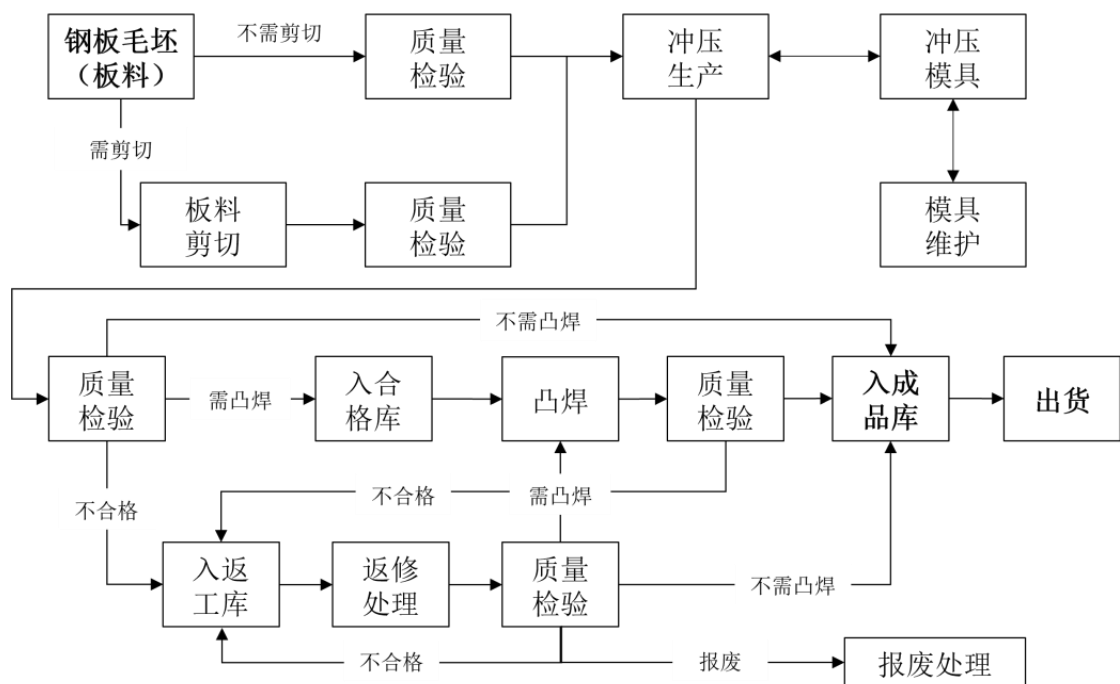 钢板毛坯
（板料）
不需剪切
质量
检验
冲压
生产
冲压
模具
需剪切
板料
剪切
质量
检验
模具
维护
不需凸焊
质量
检验
需凸焊
入合
格库
凸焊
质量
检验
入成
品库
出货
不合格
不合格
需凸焊
入返
工库
返修
处理
质量
检验
不需凸焊
不合格
报废
报废处理